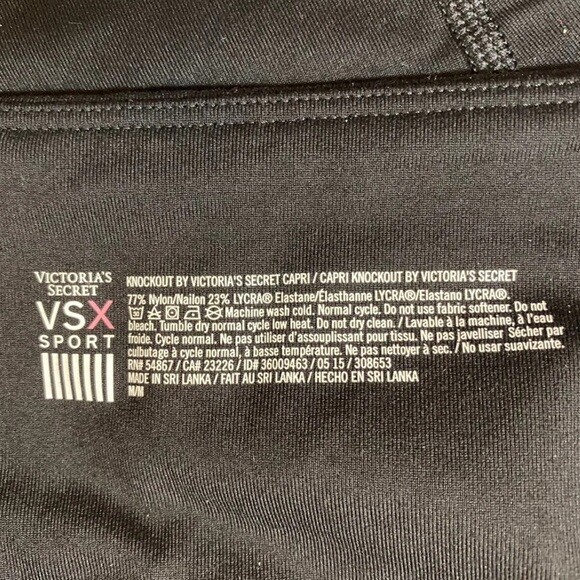 VICTORIA'S
SECRET
VSX
SPORT
KNOCKOUT BY VICTORIA'S SECRET CAPRI / CAPRI KNOCKOUT BY VICTORIA'S SECRET
77% Nylon/Nailon 23% LYCRA® Elastane/Élasthanne LYCRA®/Elastano LYCRA®.
Machine wash cold. Normal cycle. Do not use fabric softener. Do not
bleach. Tumble dry normal cycle low heat. Do not dry clean. / Lavable à la machine, à l'eau
froide. Cycle normal. N'utiliser d'assouplissant pour tissu. Ne pas javelliser Sécher par
culbutage à cycle normal, à basse température. Ne pas nettoyer à sec. / No usar suavizante.
RN# 54867 / CA# 23226 / ID# 36009463 / 05 15 / 308653
MADE IN SRI LANKA / FAIT AU SRI LANKA / HECHO EN SRI LANKA
M/M